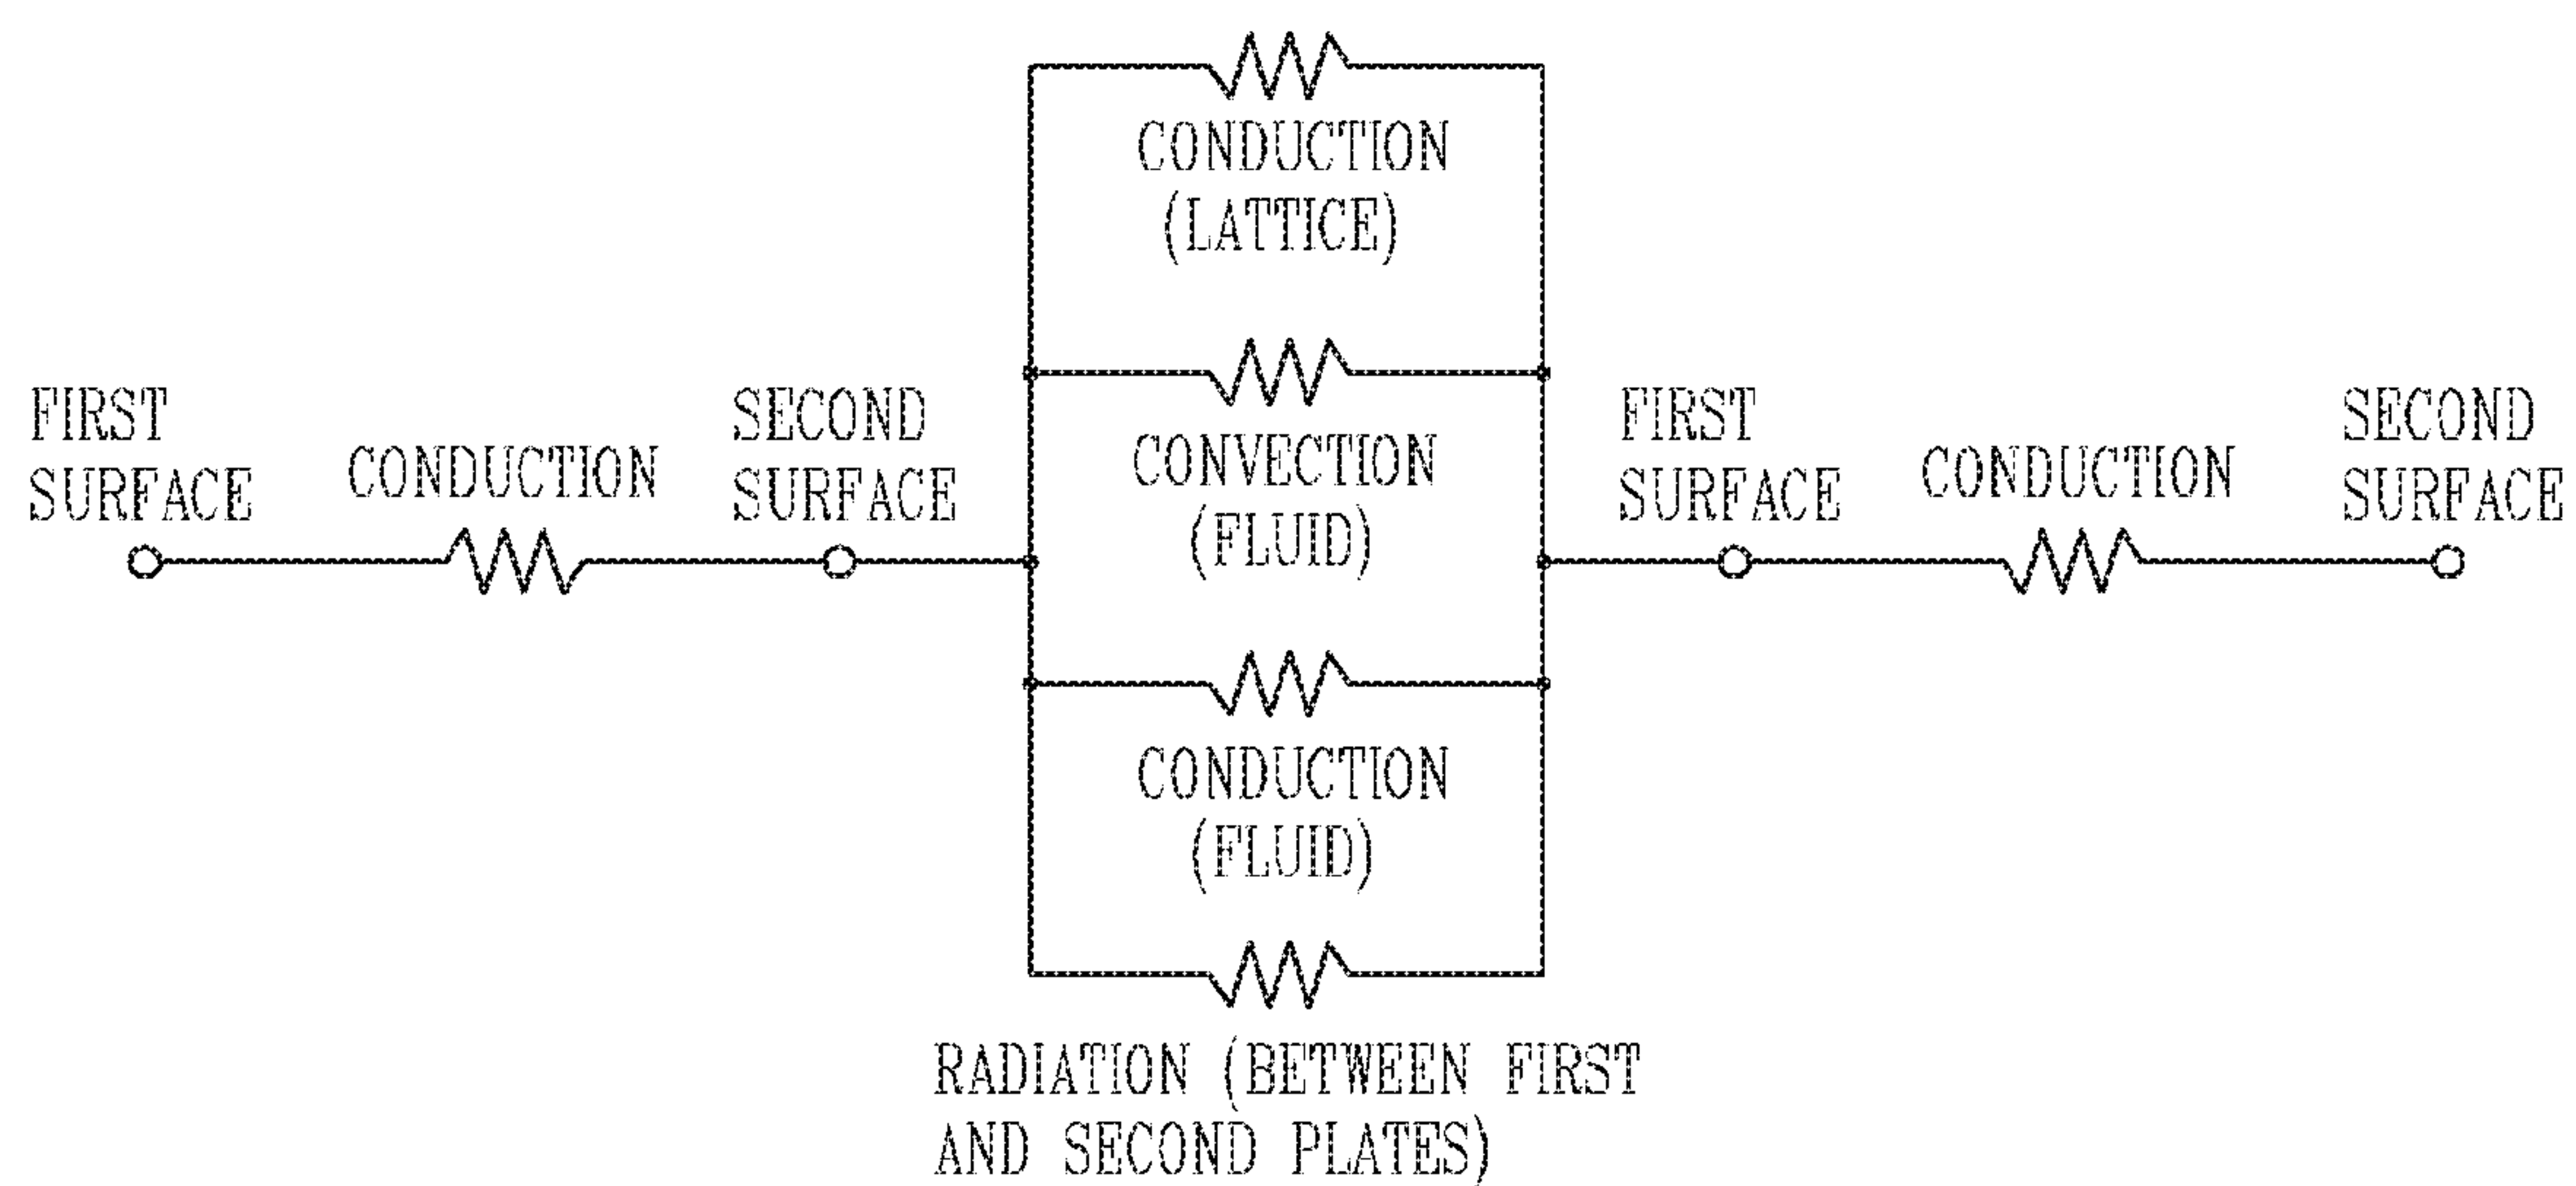 CONDUCTION
(LATTICE)
FIRST
SURFACE
CONDUCTION
SECOND
SURFACE
CONVECTION
(FLUID)
FIRST
SURFACE
CONDUCTION
SECOND
SURFACE
CONDUCTION
(FLUID)
RADIATION (BETWEEN FIRST
AND SECOND PLATES)